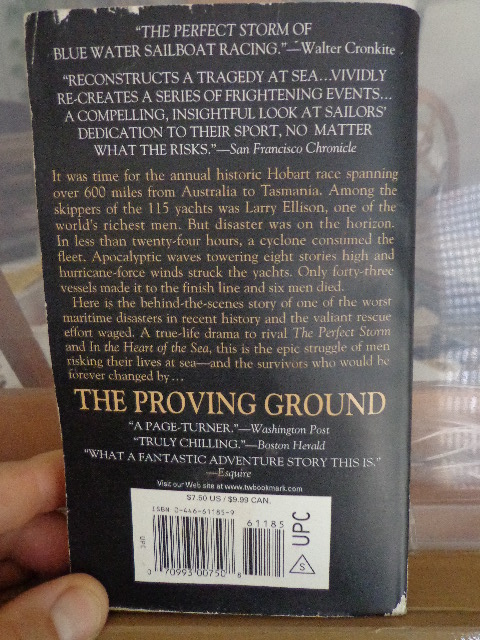 "THE PERFECT STORM OF
BLUE WATER SAILBOAT RACING."—Walter Cronkite
"RECONSTRUCTS A TRAGEDY AT SEA...VIVIDLY
RE-CREATES A SERIES OF FRIGHTENING EVENTS...
A COMPELLING, INSIGHTFUL LOOK AT SAILORS'
DEDICATION TO THEIR SPORT, NO MATTER
WHAT THE RISKS."—San Francisco Chronicle
It was time for the annual historic Hobart race spanning
over 600 miles from Australia to Tasmania. Among the
skippers of the 115 yachts was Larry Ellison, one of the
world's richest men. But disaster was on the horizon.
In less than twenty-four hours, a cyclone consumed the
fleet. Apocalyptic waves towering eight stories high and
hurricane-force winds struck the yachts. Only forty-three
vessels made it to the finish line and six men died.
Here is the behind-the-scenes story of one of the worst
maritime disasters in recent history and the valiant rescue
effort waged. A true-life drama to rival The Perfect Storm
and In the Heart of the Sea, this is the epic struggle of men
risking their lives at sea—and the survivors who would be
forever changed by...
THE PROVING GROUND
"A PAGE-TURNER."—Washington Post
"TRULY CHILLING."—Boston Herald
"WHAT A FANTASTIC ADVENTURE STORY THIS IS."
—Esquire
Visit our Web site at www.twbookmark.com
$7.50 US / $9.99 CAN.
ISBN 0-446-61185-9
61185
UPC
UPC
S
0 70993 00750 8